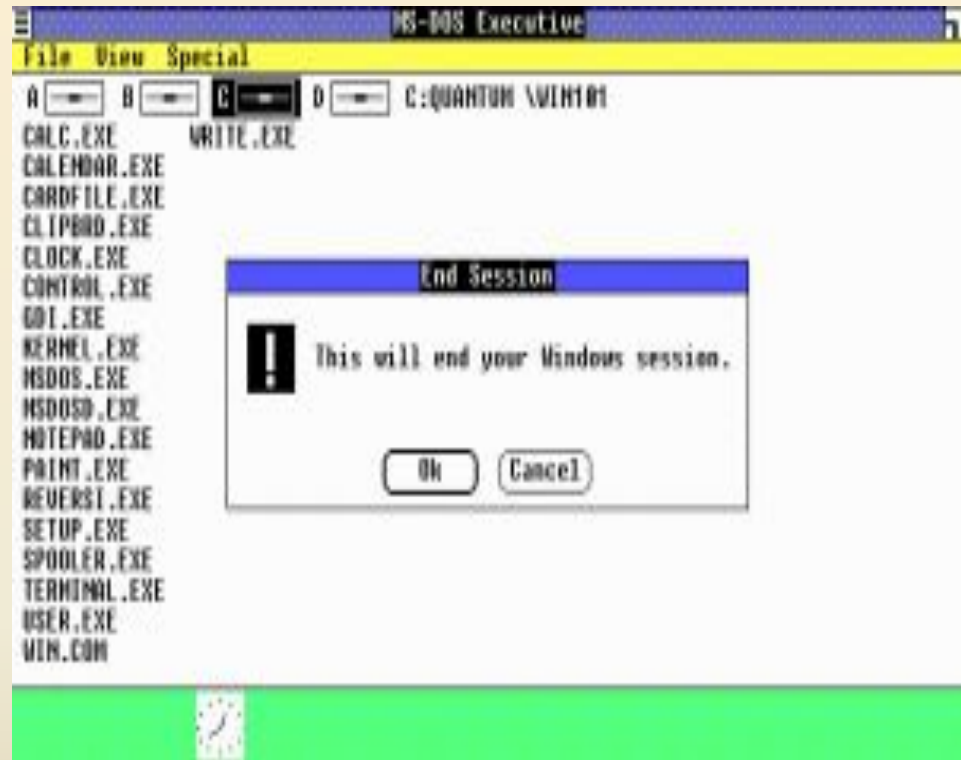 MS-DOS Executive
File View Special
A B C D C:QUANTUM \WIN101
CALC.EXE WRITE.EXE
CALENDAR.EXE
CARDFILE.EXE
CLIPBRD.EXE
CLOCK.EXE
CONTROL.EXE
GDI.EXE
KERNEL.EXE
MSDOS.EXE
MSDOSD.EXE
NOTEPAD.EXE
PAINT.EXE
REVERSI.EXE
SETUP.EXE
SPOOLER.EXE
TERMINAL.EXE
USER.EXE
WIN.COM
End Session
! This will end your Windows session.
Ok Cancel